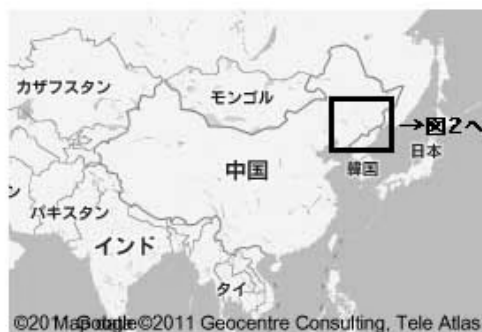 カザフスタン
モンゴル
→図2へ
中国
日本
韓国
パキスタン
インド
タイ
©2011 Geocentre Consulting, Tele Atlas